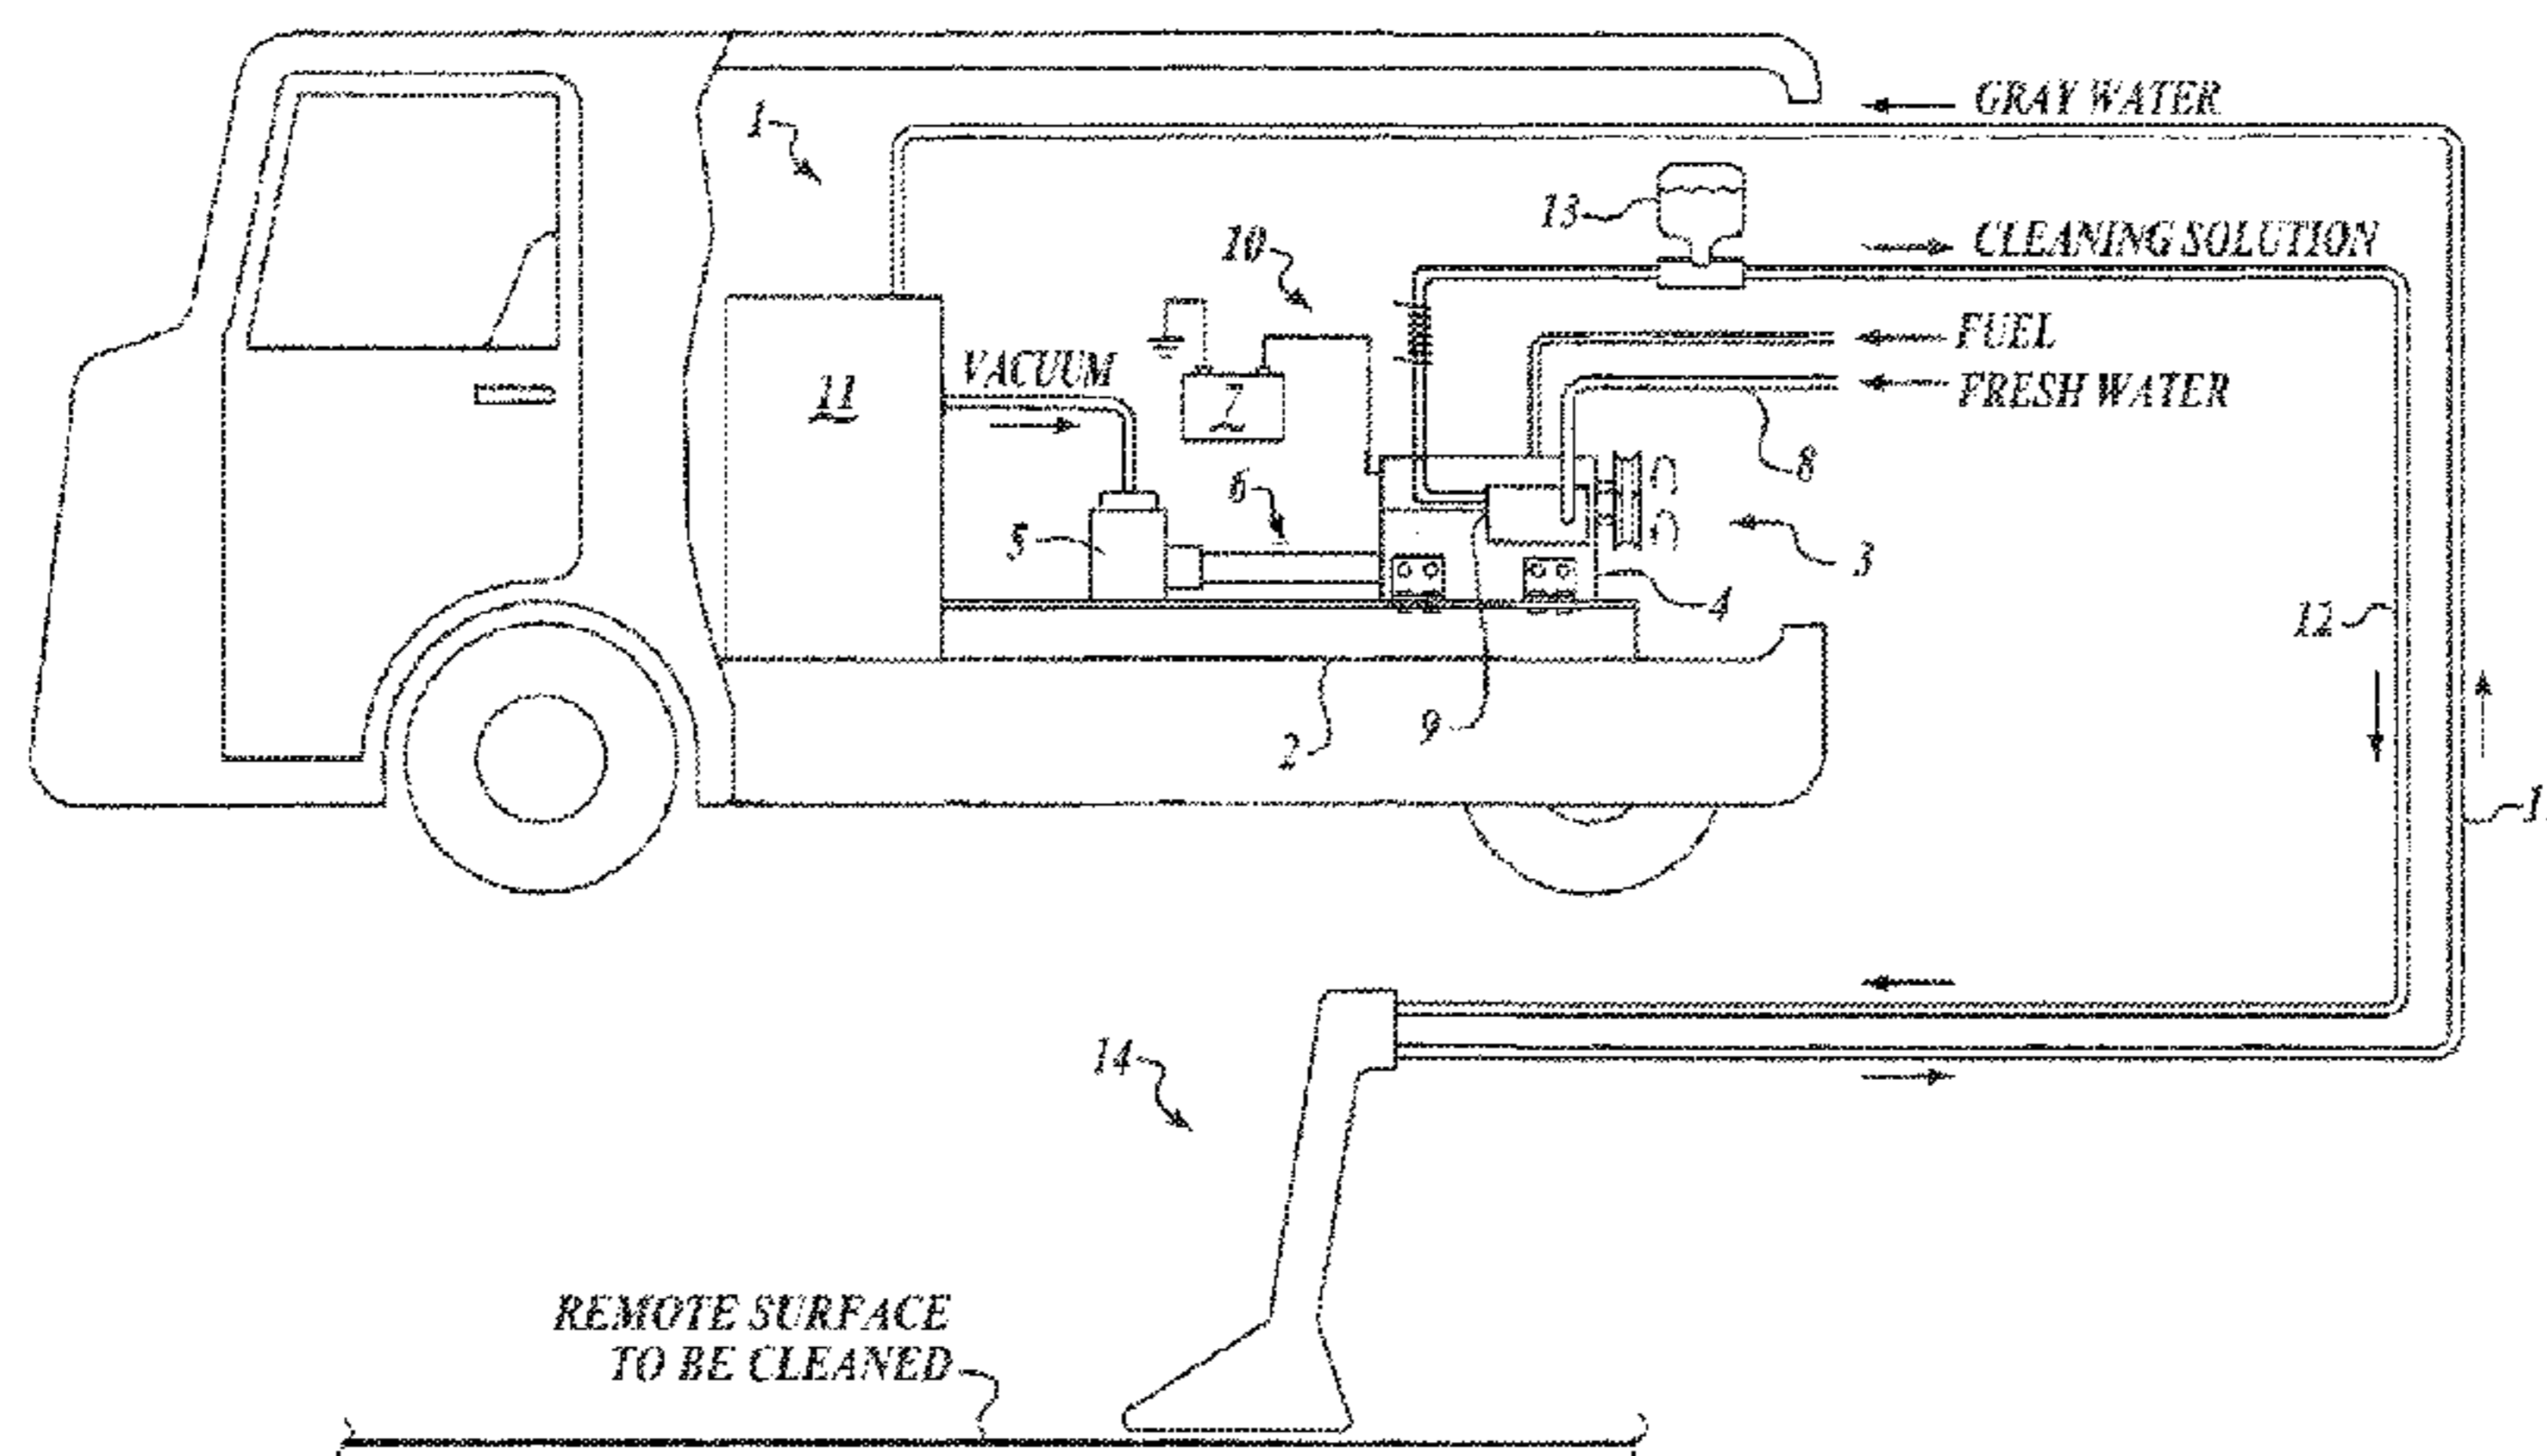 GRAY WATER
1
13
10
CLEANING SOLUTION
FUEL
VACUUM
11
7
FRESH WATER
8
6
5
3
4
12
9
2
14
REMOTE SURFACE
TO BE CLEANED